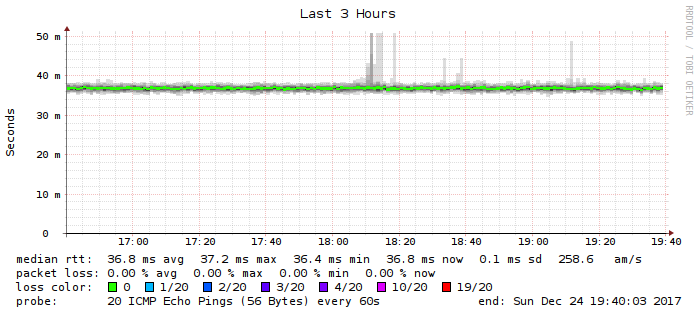 Last 3 Hours
RRDTOOL / TOBI OETIKER
Seconds
50 m
40 m
30 m
20 m
10 m
0
17:00 17:20 17:40 18:00 18:20 18:40 19:00 19:20 19:40
median rtt: 36.8 ms avg 37.2 ms max 36.4 ms min 36.8 ms now 0.1 ms sd 258.6 am/s
packet loss: 0.00 % avg 0.00 % max 0.00 % min 0.00 % now
loss color: 0 1/20 2/20 3/20 4/20 10/20 19/20
probe: 20 ICMP Echo Pings (56 Bytes) every 60s end: Sun Dec 24 19:40:03 2017